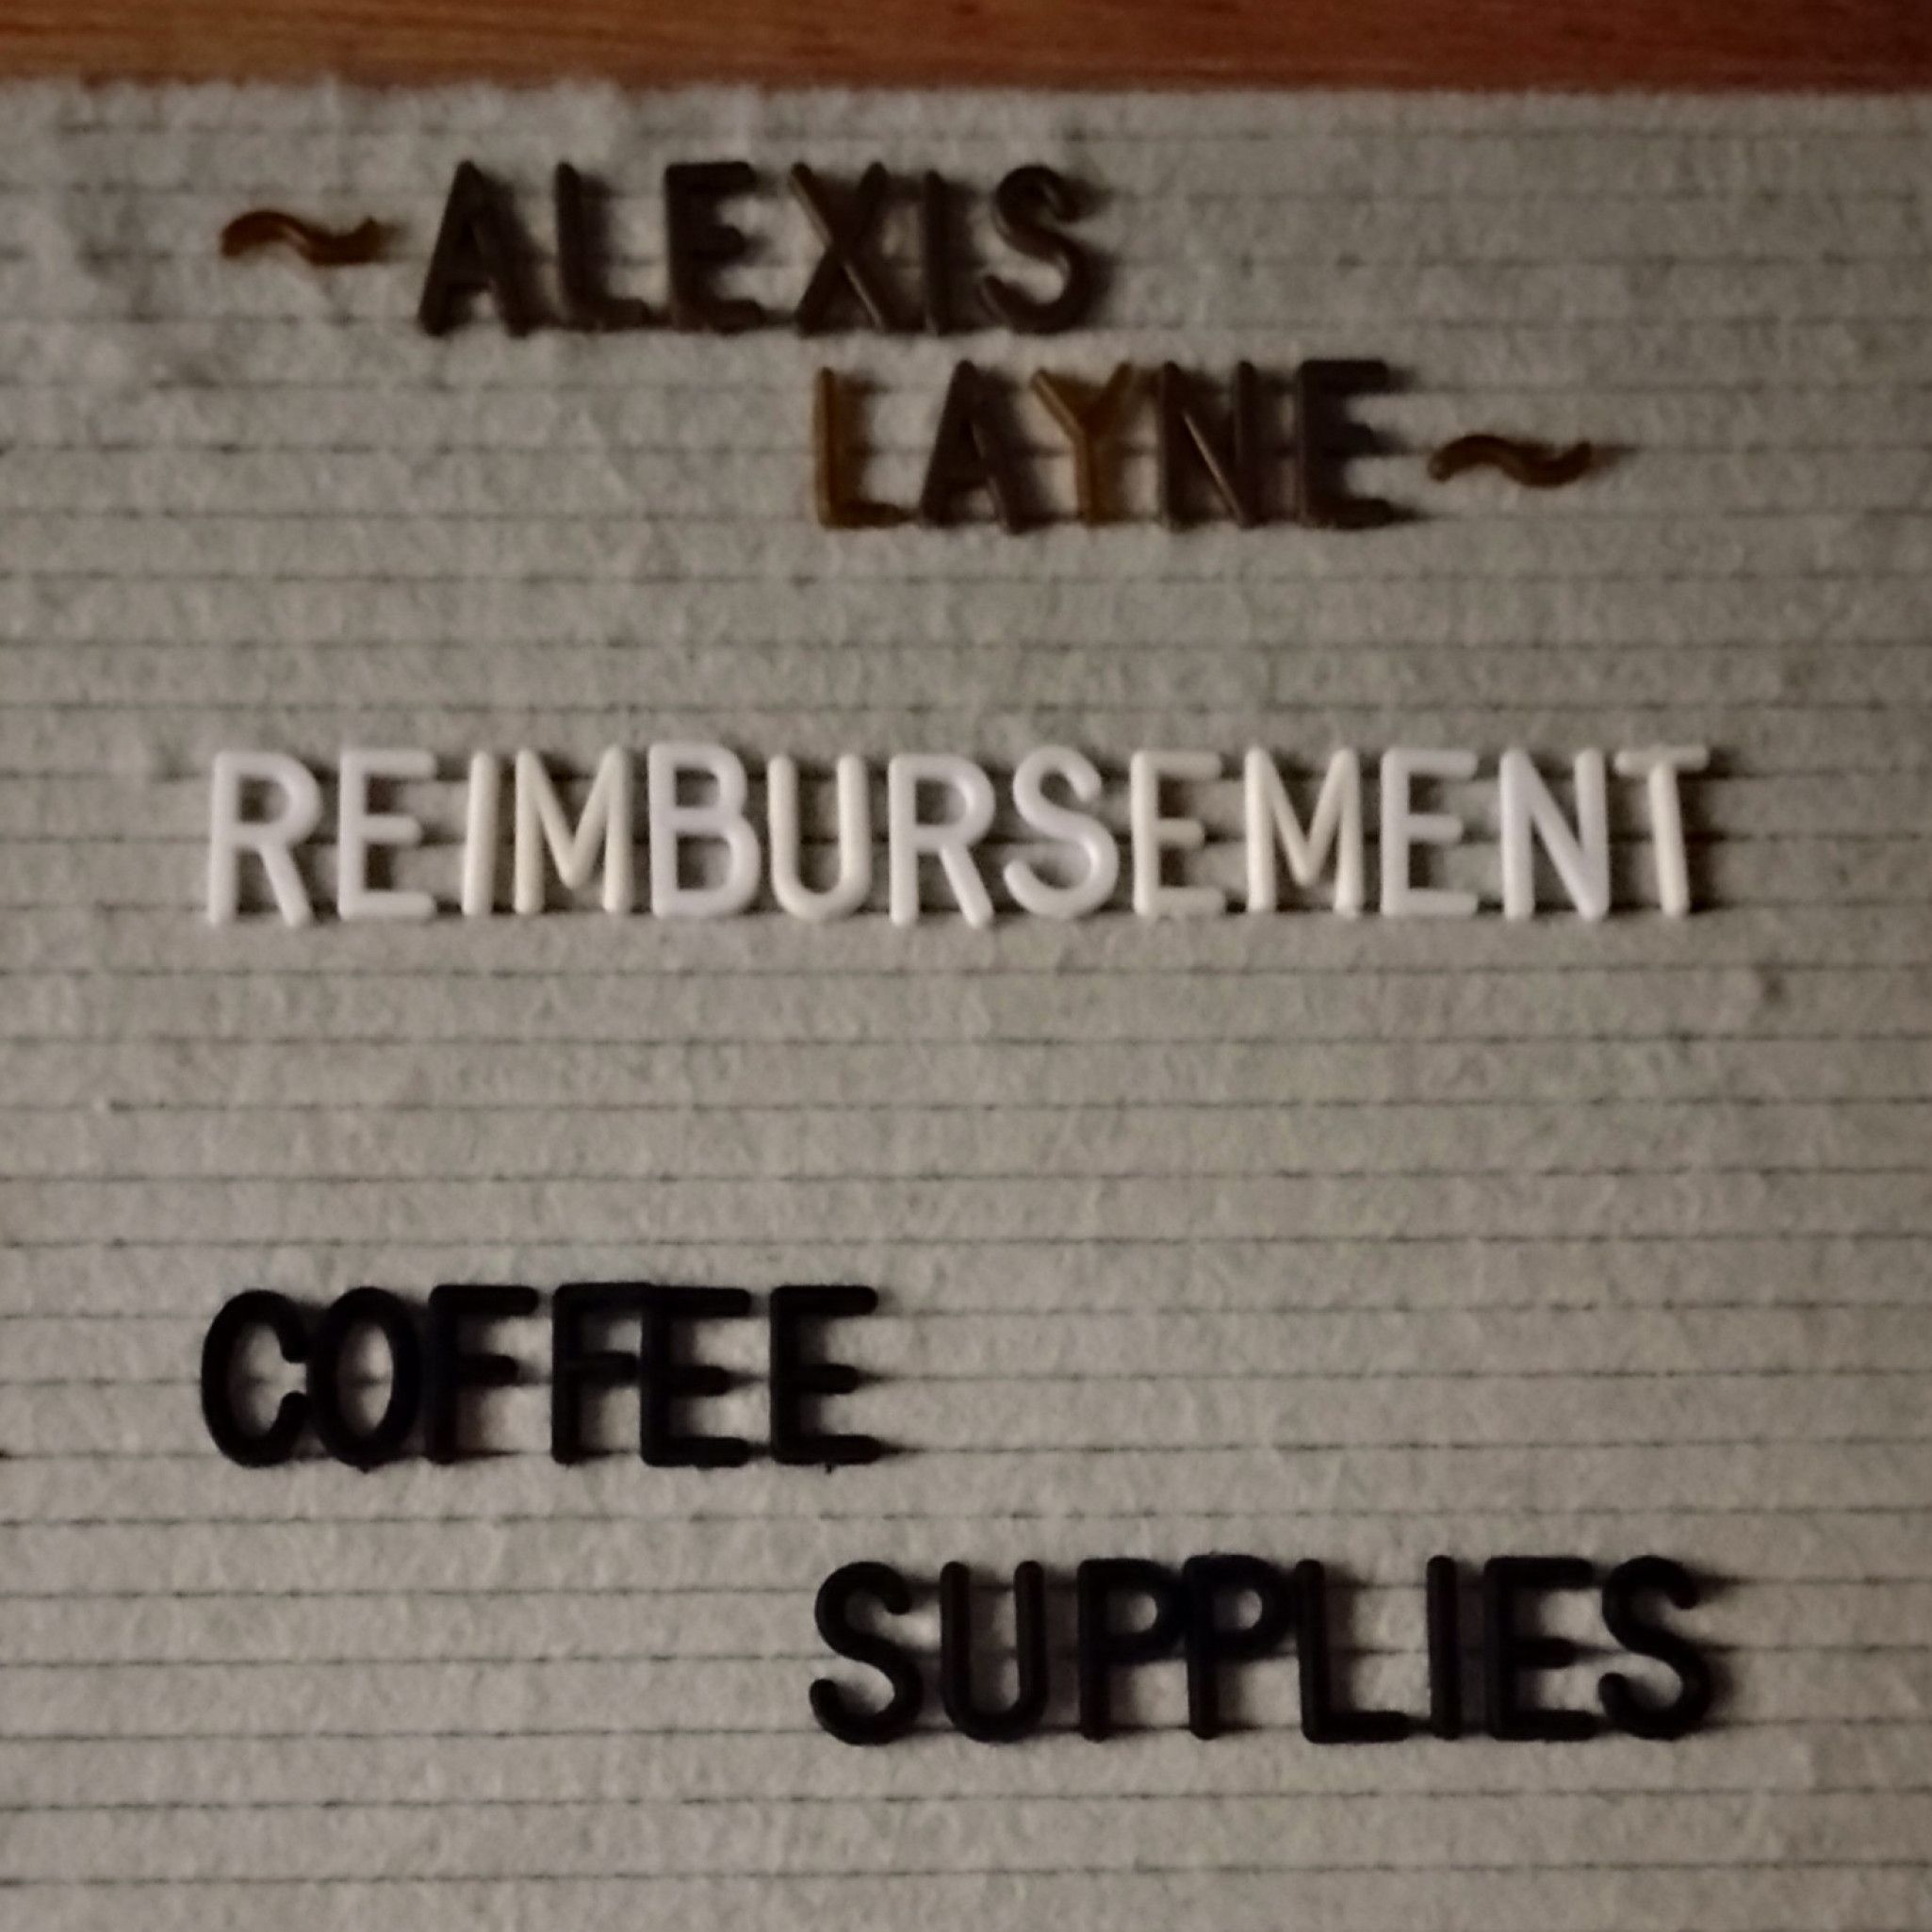 ~ALEXIS
LAYNE~
REIMBURSEMENT
COFFEE
SUPPLIES